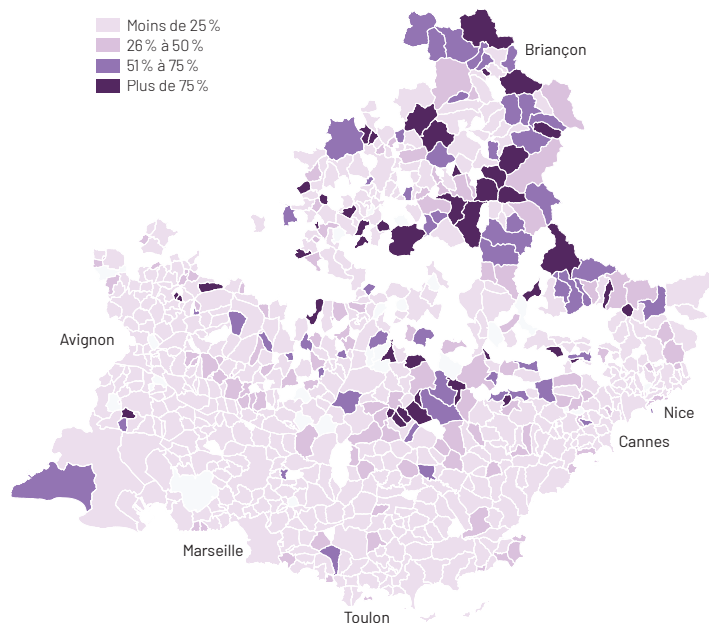 Moins de 25 %
26 % à 50 %
51 % à 75 %
Plus de 75 %
Briançon
Avignon
Nice
Cannes
Marseille
Toulon